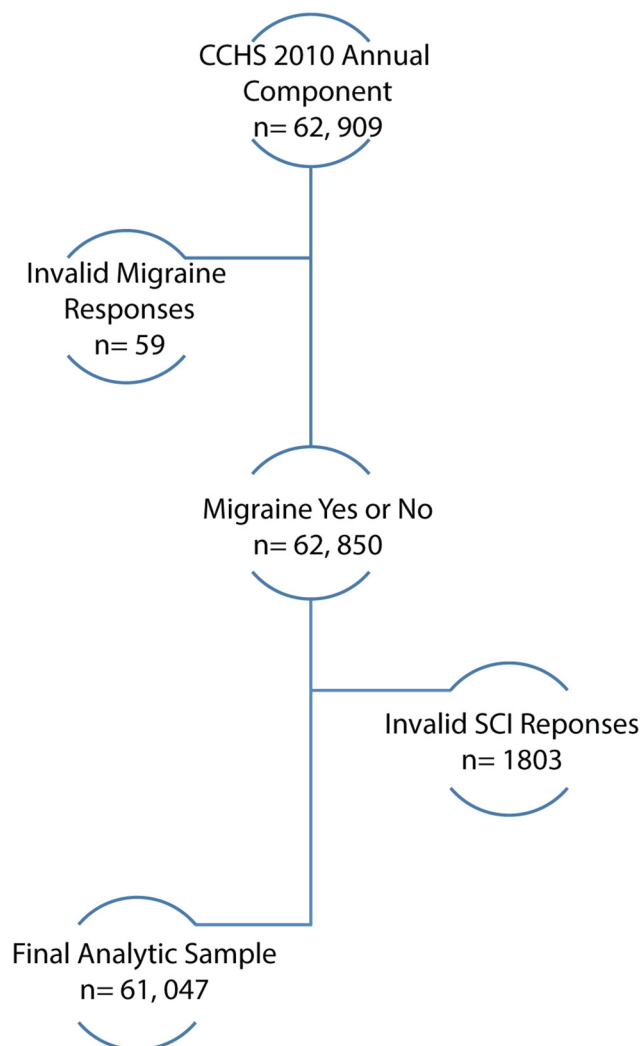 CCHS 2010 Annual
Component
n= 62, 909
Invalid Migraine
Responses
n= 59
Migraine Yes or No
n= 62, 850
Invalid SCI Reponses
n= 1803
Final Analytic Sample
n= 61, 047